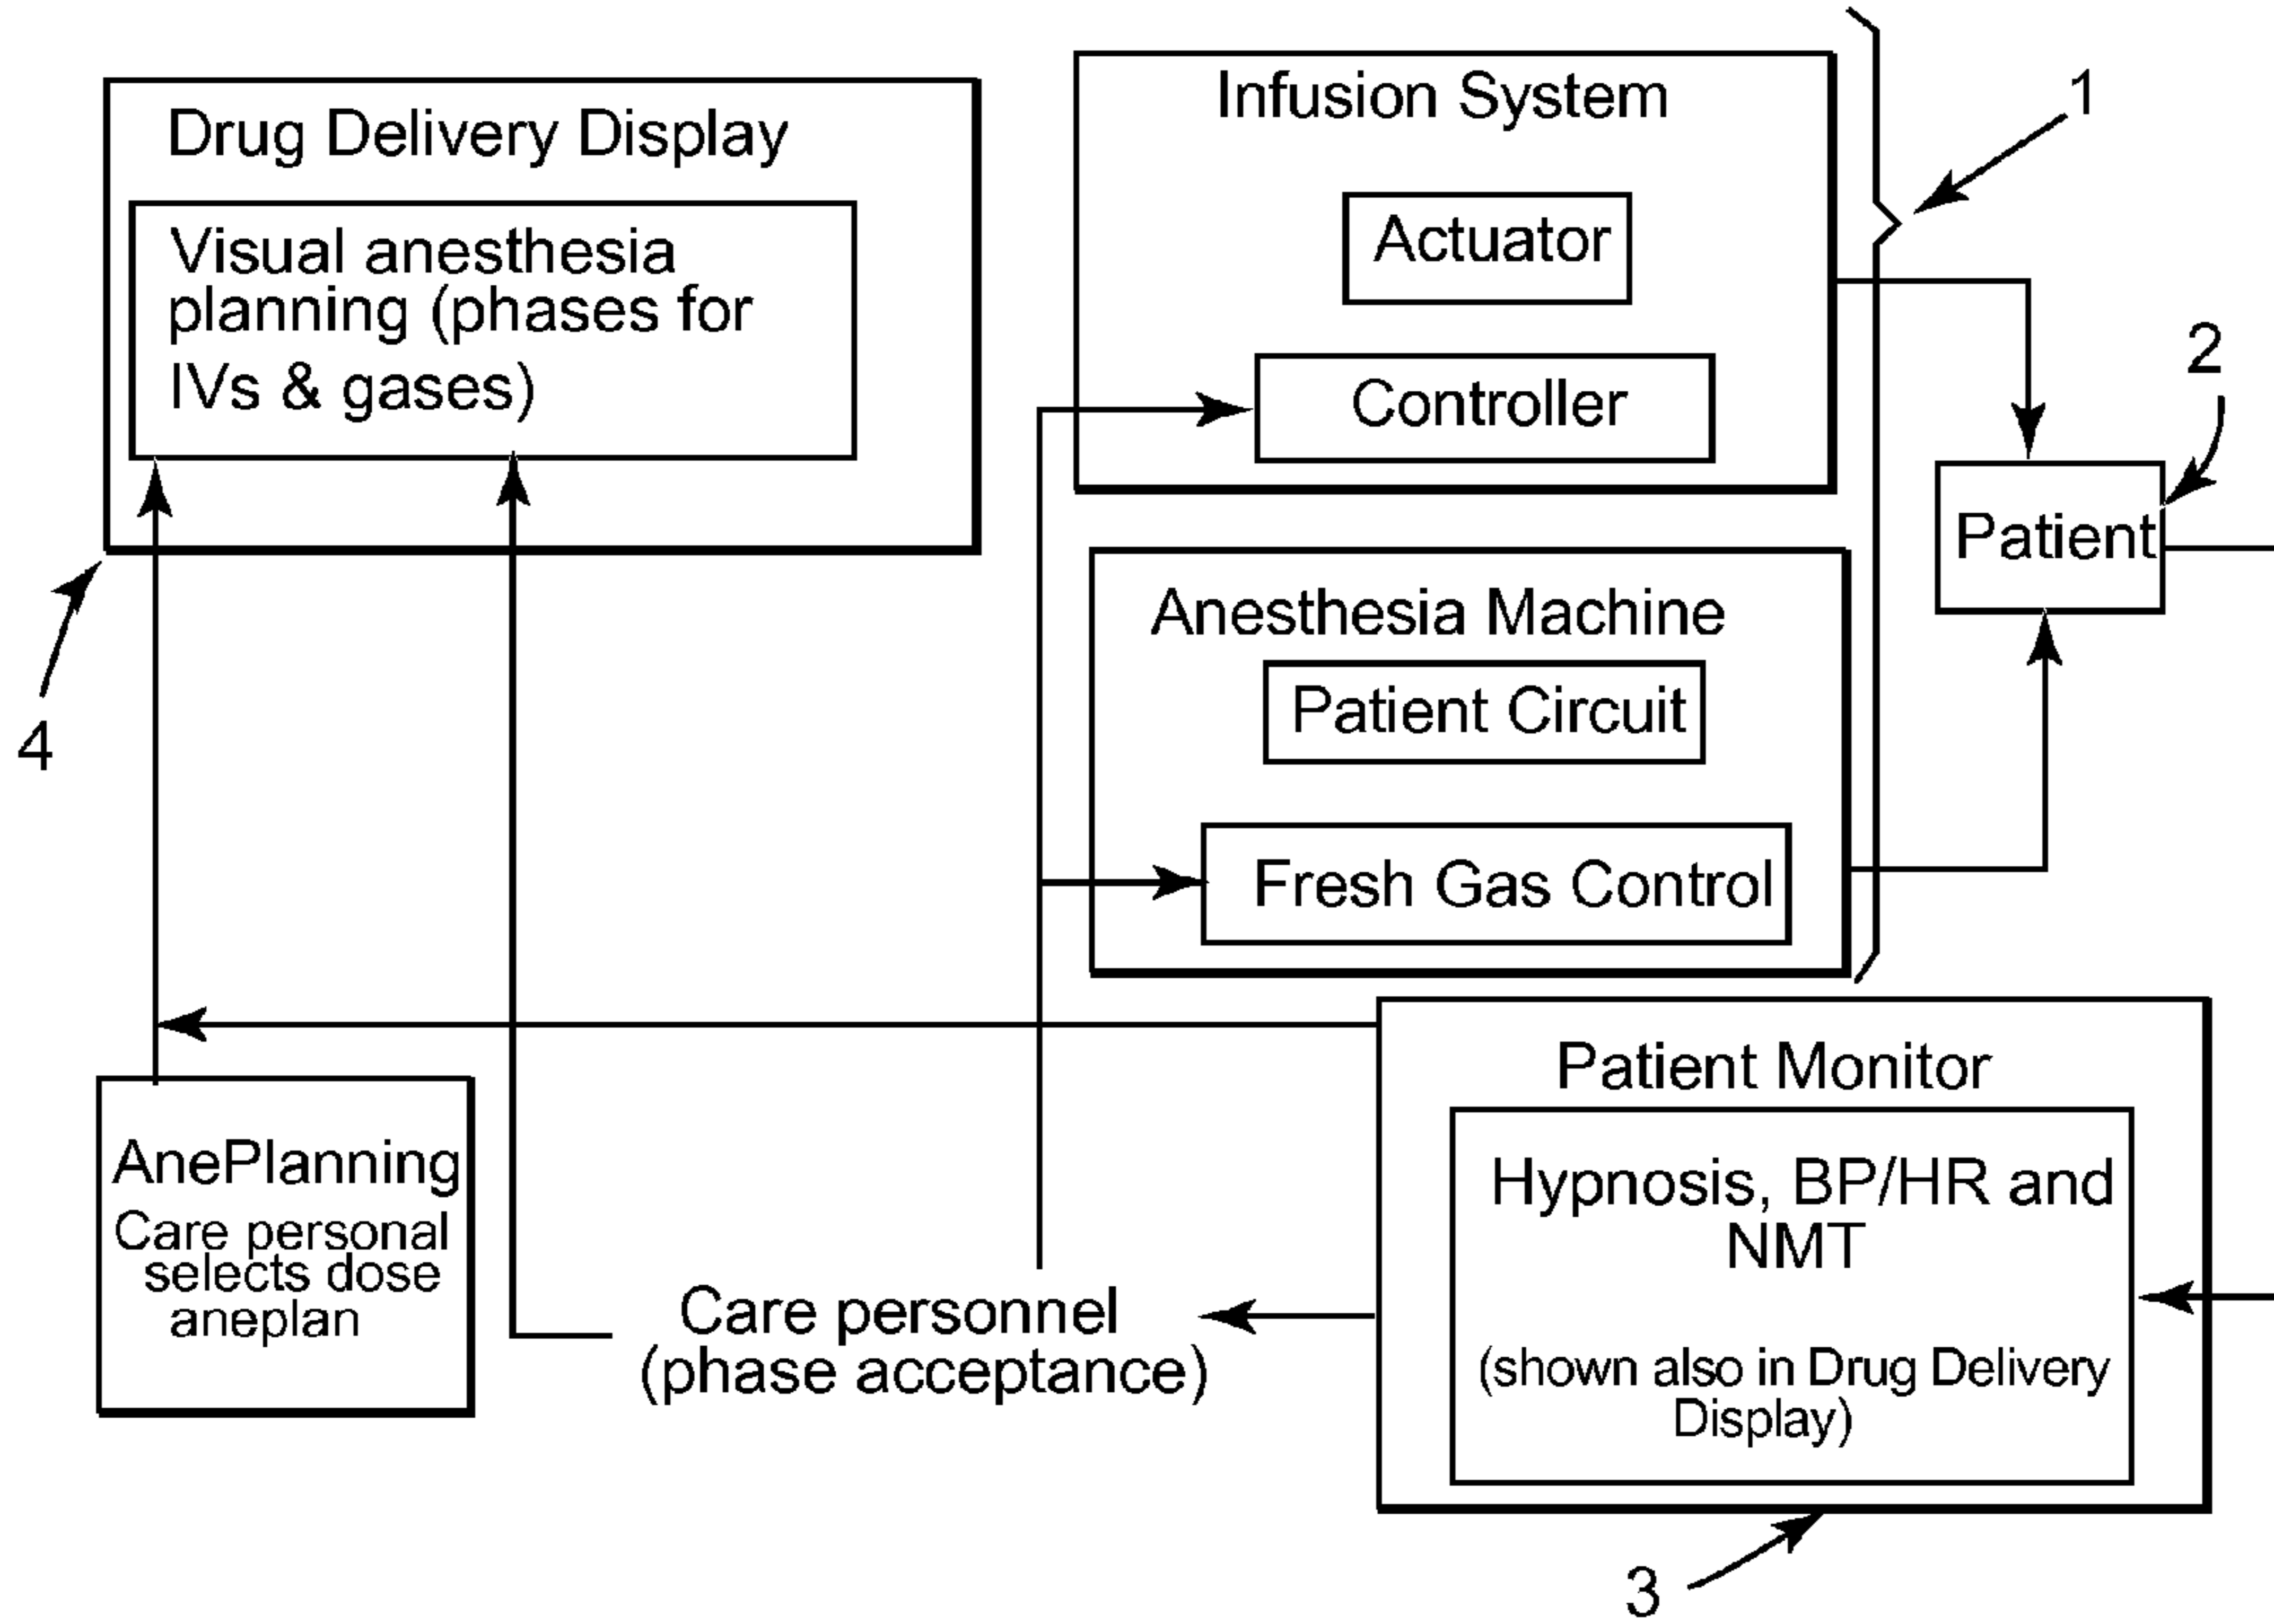 Drug Delivery Display
Visual anesthesia
planning (phases for
IVs & gases)
4
Infusion System
Actuator
Controller
1
2
Patient
Anesthesia Machine
Patient Circuit
Fresh Gas Control
AnePlanning
Care personal
selects dose
aneplan
Care personnel
(phase acceptance)
Patient Monitor
Hypnosis, BP/HR and
NMT
(shown also in Drug Delivery
Display)
3